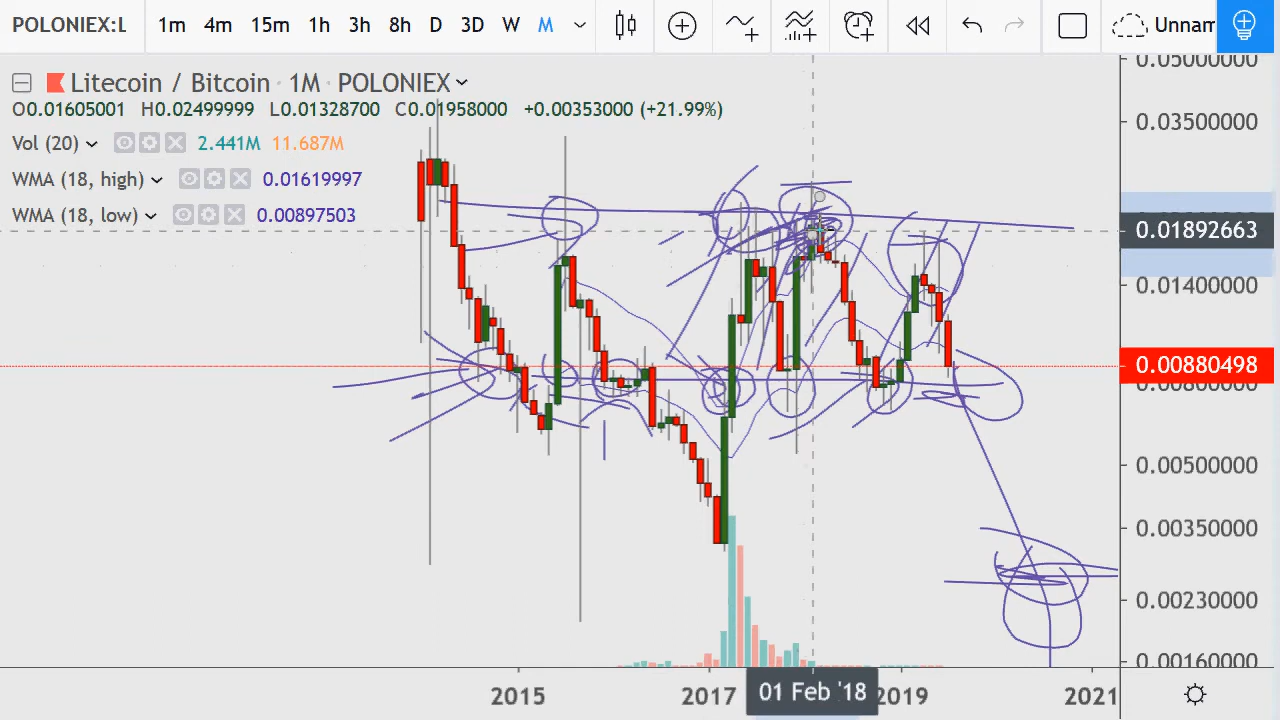 POLONIEX:L 1m 4m 15m 1h 3h 8h D 3D W M Unnam
Litecoin / Bitcoin · 1M · POLONIEX
O0.01605001 H0.02499999 L0.01328700 C0.01958000 +0.00353000 (+21.99%)
Vol (20) 2.441M 11.687M
WMA (18, high) 0.01619997
WMA (18, low) 0.00897503
0.05000000
0.03500000
0.01892663
0.01400000
0.00880498
0.00800000
0.00500000
0.00350000
0.00230000
0.00160000
2015 2017 01 Feb '18 2019 2021